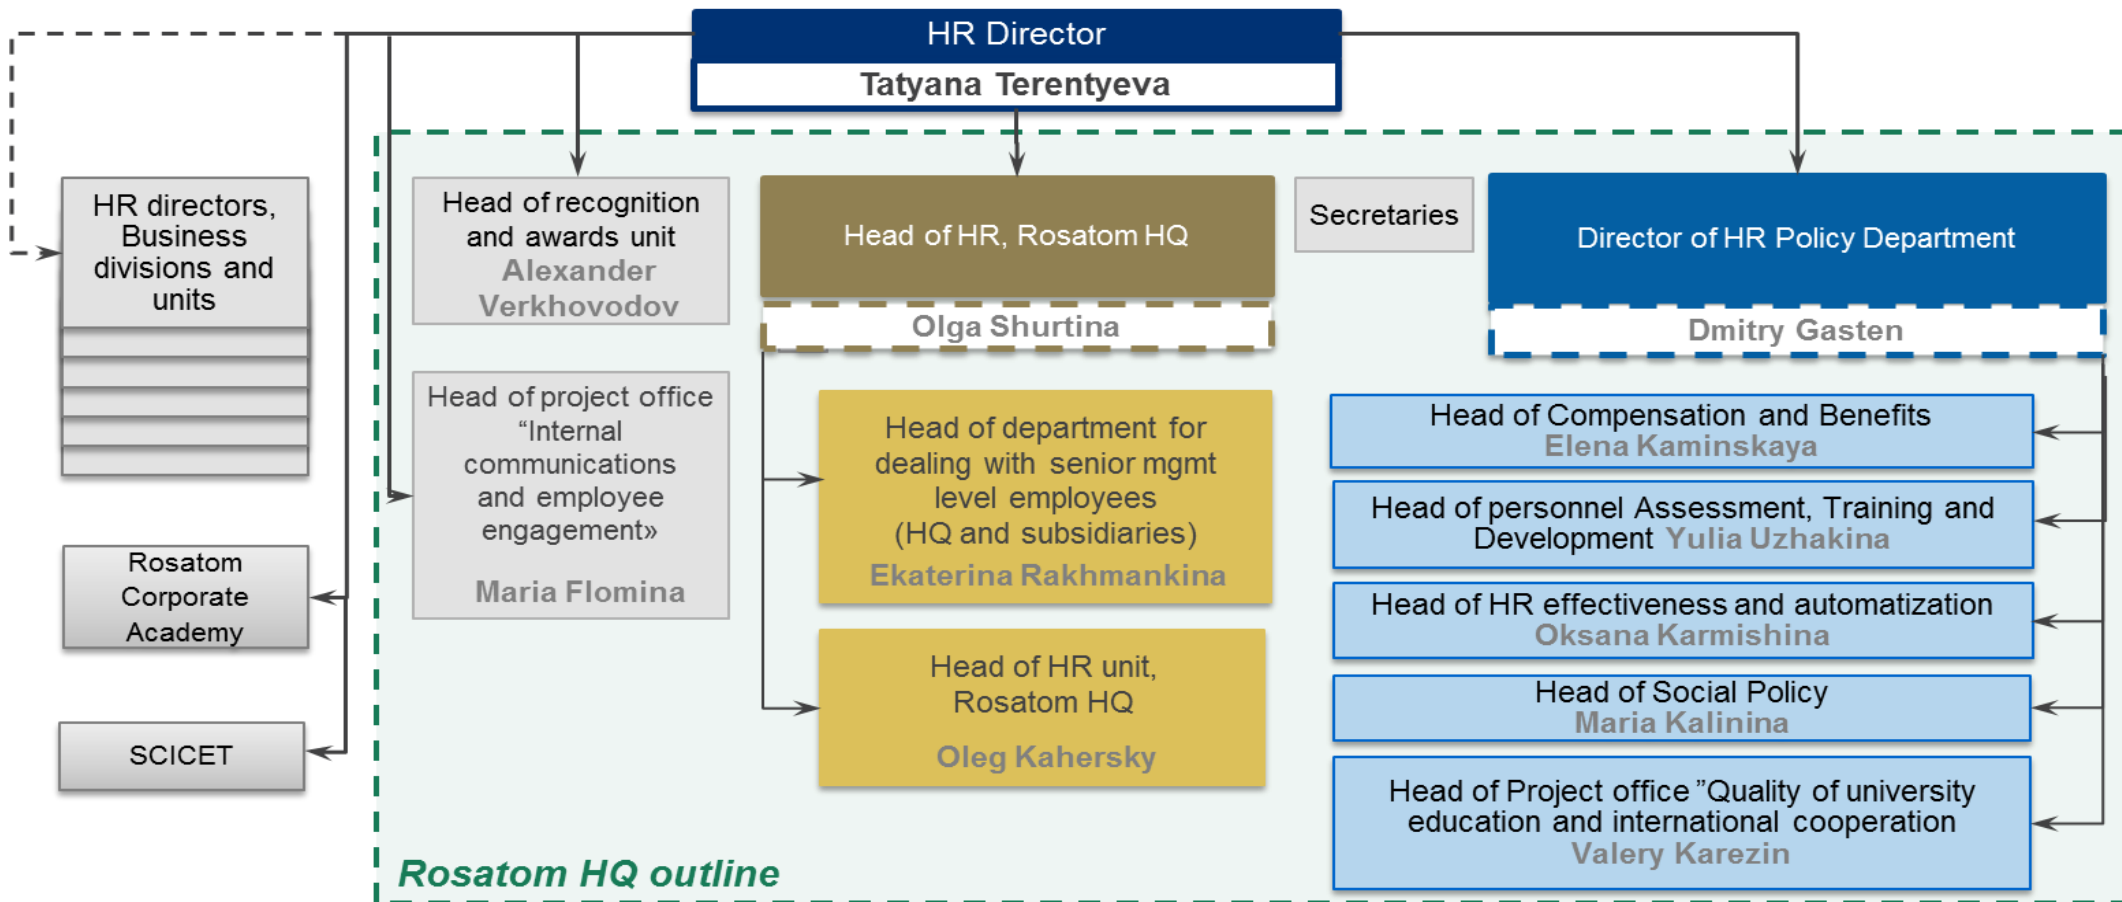 HR Director
Tatyana Terentyeva
HR directors,
Business
divisions and
units
Rosatom
Corporate
Academy
SCICET
Head of recognition
and awards unit
Alexander
Verkhovodov
Head of project office
“Internal
communications
and employee
engagement»
Maria Flomina
Head of HR, Rosatom HQ
Olga Shurtina
Head of department for
dealing with senior mgmt
level employees
(HQ and subsidiaries)
Ekaterina Rakhmankina
Head of HR unit,
Rosatom HQ
Oleg Kahersky
Secretaries
Director of HR Policy Department
Dmitry Gasten
Head of Compensation and Benefits
Elena Kaminskaya
Head of personnel Assessment, Training and
Development Yulia Uzhakina
Head of HR effectiveness and automatization
Oksana Karmishina
Head of Social Policy
Maria Kalinina
Head of Project office ”Quality of university
education and international cooperation
Valery Karezin
Rosatom HQ outline